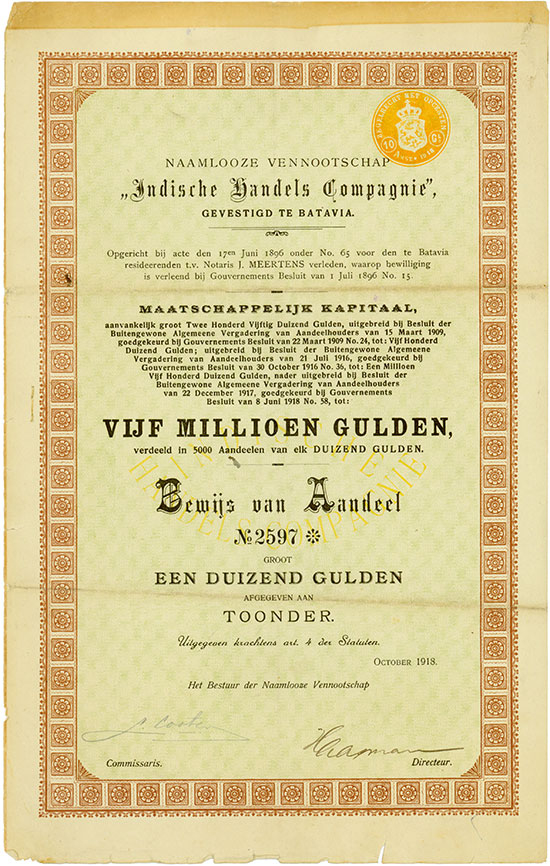 NAAMLOOZE VENNOOTSCHAP
„Indische Handels Compagnie”,
GEVESTIGD TE BATAVIA.
Opgericht bij acte den 17en Juni 1896 onder No. 65 voor den te Batavia
resideerenden t.v. Notaris J. MEERTENS verleden, waarop bewilliging
is verleend bij Gouvernements Besluit van 1 Juli 1896 No. 15.
MAATSCHAPPELIJK KAPITAAL,
aanvankelijk groot Twee Honderd Vijftig Duizend Gulden, uitgebreid bij Besluit der
Buitengewone Algemeene Vergadering van Aandeelhouders van 15 Maart 1909,
goedgekeurd bij Gouvernements Besluit van 22 Maart 1909 No. 24, tot: Vijf Honderd
Duizend Gulden; uitgebreid bij Besluit der Buitengewone Algemeene
Vergadering van Aandeelhouders van 21 Juli 1916, goedgekeurd bij
Gouvernements Besluit van 30 October 1916 No. 36, tot: Een Millioen
Vijf Honderd Duizend Gulden, nader uitgebreid bij Besluit der
Buitengewone Algemeene Vergadering van Aandeelhouders
van 22 December 1917, goedgekeurd bij Gouvernements
Besluit van 8 Juni 1918 No. 58, tot:
VIJF MILLIOEN GULDEN,
verdeeld in 5000 Aandeelen van elk DUIZEND GULDEN.
INDISCHE
HANDELS COMPAGNIE
Bewijs van Aandeel
No 2597
GROOT
EEN DUIZEND GULDEN
AFGEGEVEN AAN
TOONDER.
Uitgegeven krachtens art. 4 der Statuten.
OCTOBER 1918.
Het Bestuur der Naamlooze Vennootschap
Commissaris.
Directeur.